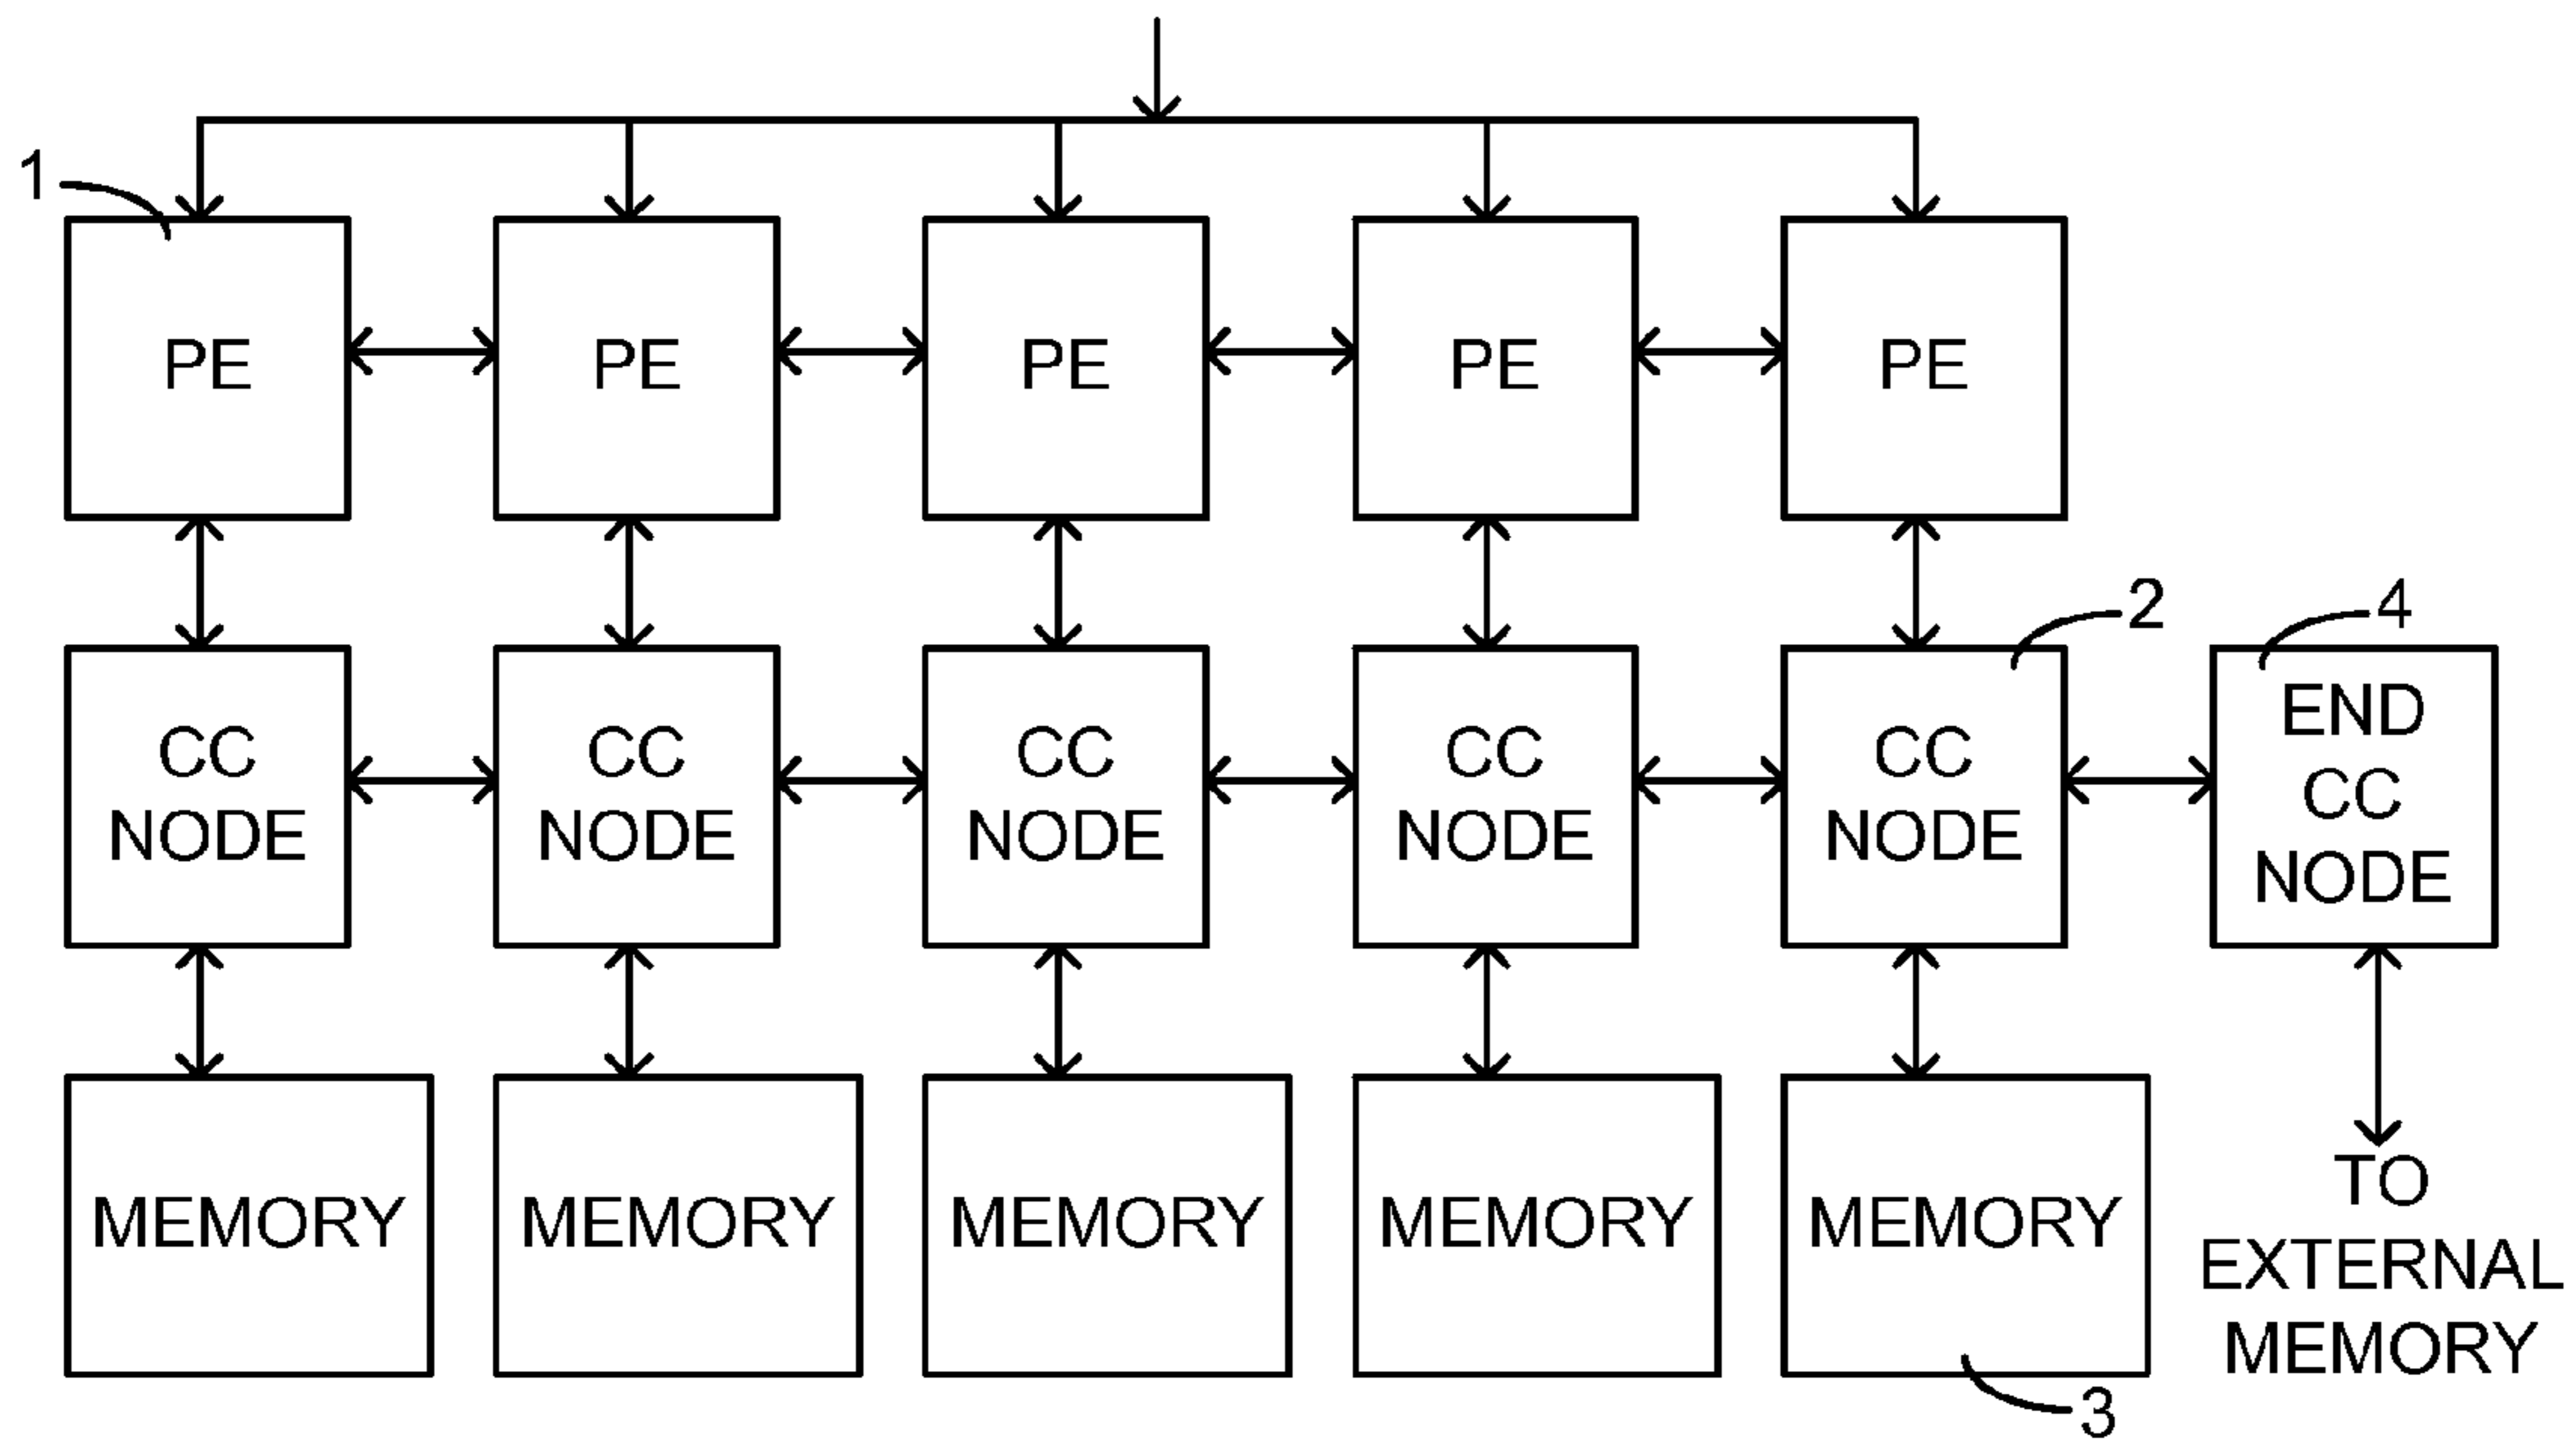 1
PE PE PE PE PE
2
4
CC NODE
CC NODE
CC NODE
CC NODE
CC NODE
END CC NODE
MEMORY MEMORY MEMORY MEMORY MEMORY
TO
EXTERNAL
MEMORY
3